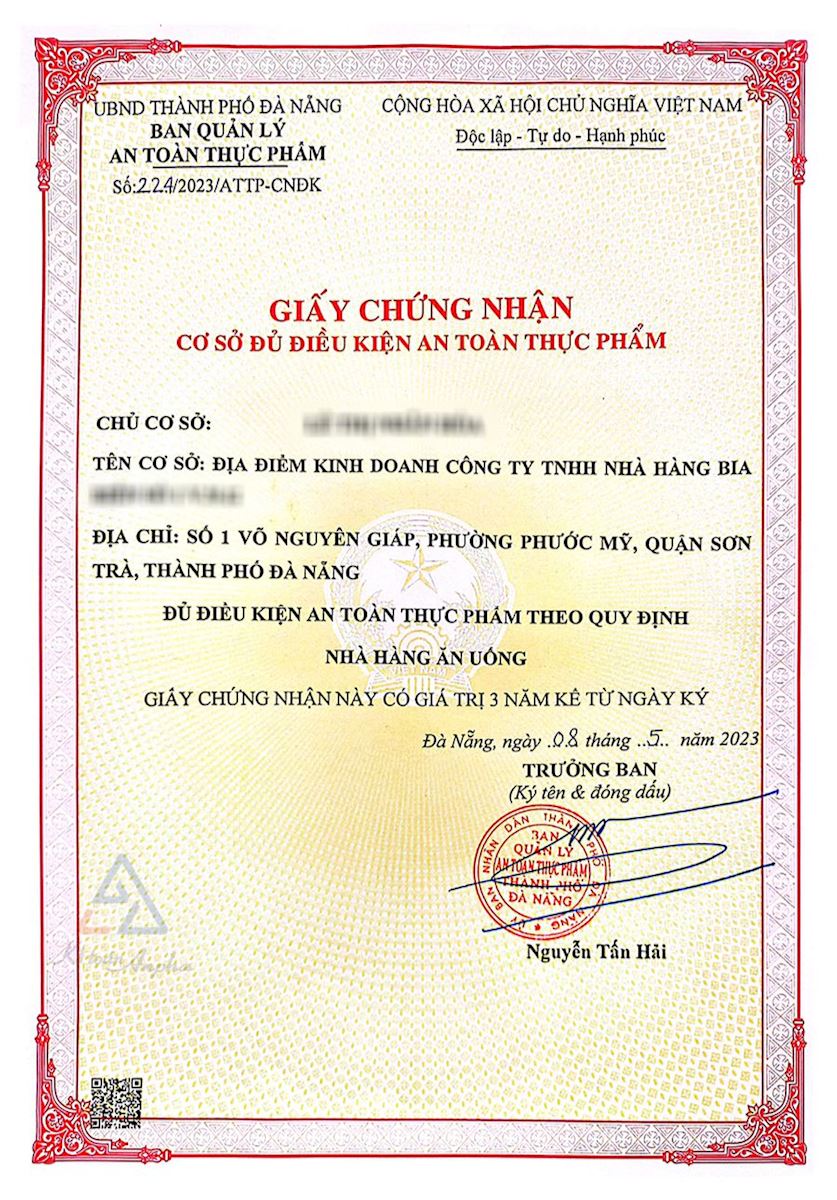 UBND THÀNH PHỐ ĐÀ NẴNG
BAN QUẢN LÝ
AN TOÀN THỰC PHẨM
Số:224/2023/ATTP-CNĐK
CỘNG HÒA XÃ HỘI CHỦ NGHĨA VIỆT NAM
Độc lập - Tự do - Hạnh phúc
GIẤY CHỨNG NHẬN
CƠ SỞ ĐỦ ĐIỀU KIỆN AN TOÀN THỰC PHẨM
CHỦ CƠ SỞ:
TÊN CƠ SỞ: ĐỊA ĐIỂM KINH DOANH CÔNG TY TNHH NHÀ HÀNG BIA
ĐỊA CHỈ: SỐ 1 VÕ NGUYÊN GIÁP, PHƯỜNG PHƯỚC MỸ, QUẬN SƠN
TRÀ, THÀNH PHỐ ĐÀ NẴNG
ĐỦ ĐIỀU KIỆN AN TOÀN THỰC PHẨM THEO QUY ĐỊNH
NHÀ HÀNG ĂN UỐNG
VIỆT NAM
GIẤY CHỨNG NHẬN NÀY CÓ GIÁ TRỊ 3 NĂM KỂ TỪ NGÀY KÝ
Đà Nẵng, ngày .08 tháng ..5.. năm 2023
TRƯỞNG BAN
(Ký tên & đóng dấu)
ỦY BAN NHÂN DÂN THÀNH PHỐ ĐÀ NẴNG
BAN
QUẢN LÝ
AN TOÀN THỰC PHẨM
THÀNH PHỐ
ĐÀ NẴNG
Nguyễn Tấn Hải